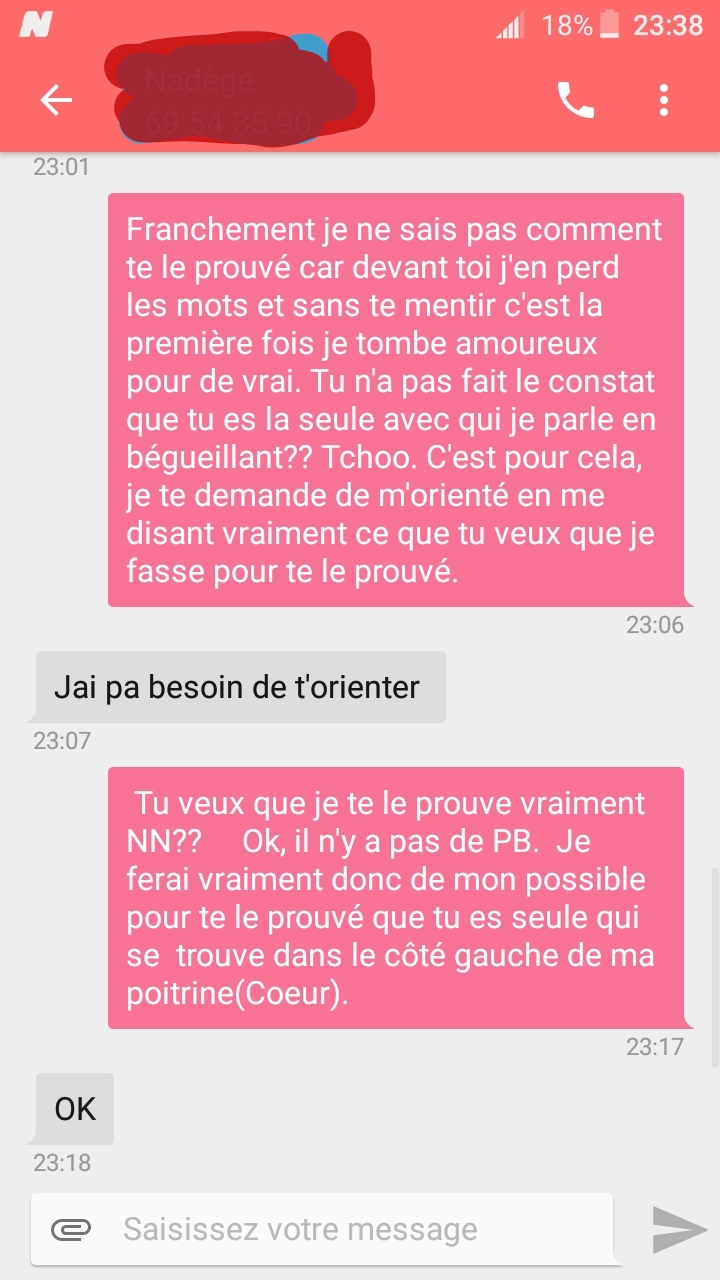 18% 23:38
23:01
Franchement je ne sais pas comment
te le prouvé car devant toi j'en perd
les mots et sans te mentir c'est la
première fois je tombe amoureux
pour de vrai. Tu n'a pas fait le constat
que tu es la seule avec qui je parle en
bégueillant?? Tchoo. C'est pour cela,
je te demande de m'orienté en me
disant vraiment ce que tu veux que je
fasse pour te le prouvé.
23:06
Jai pa besoin de t'orienter
23:07
Tu veux que je te le prouve vraiment
NN?? Ok, il n'y a pas de PB. Je
ferai vraiment donc de mon possible
pour te le prouvé que tu es seule qui
se trouve dans le côté gauche de ma
poitrine(Coeur).
23:17
OK
23:18
Saisissez votre message